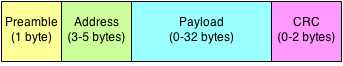 Preamble
(1 byte)
Address
(3-5 bytes)
Payload
(0-32 bytes)
CRC
(0-2 bytes)